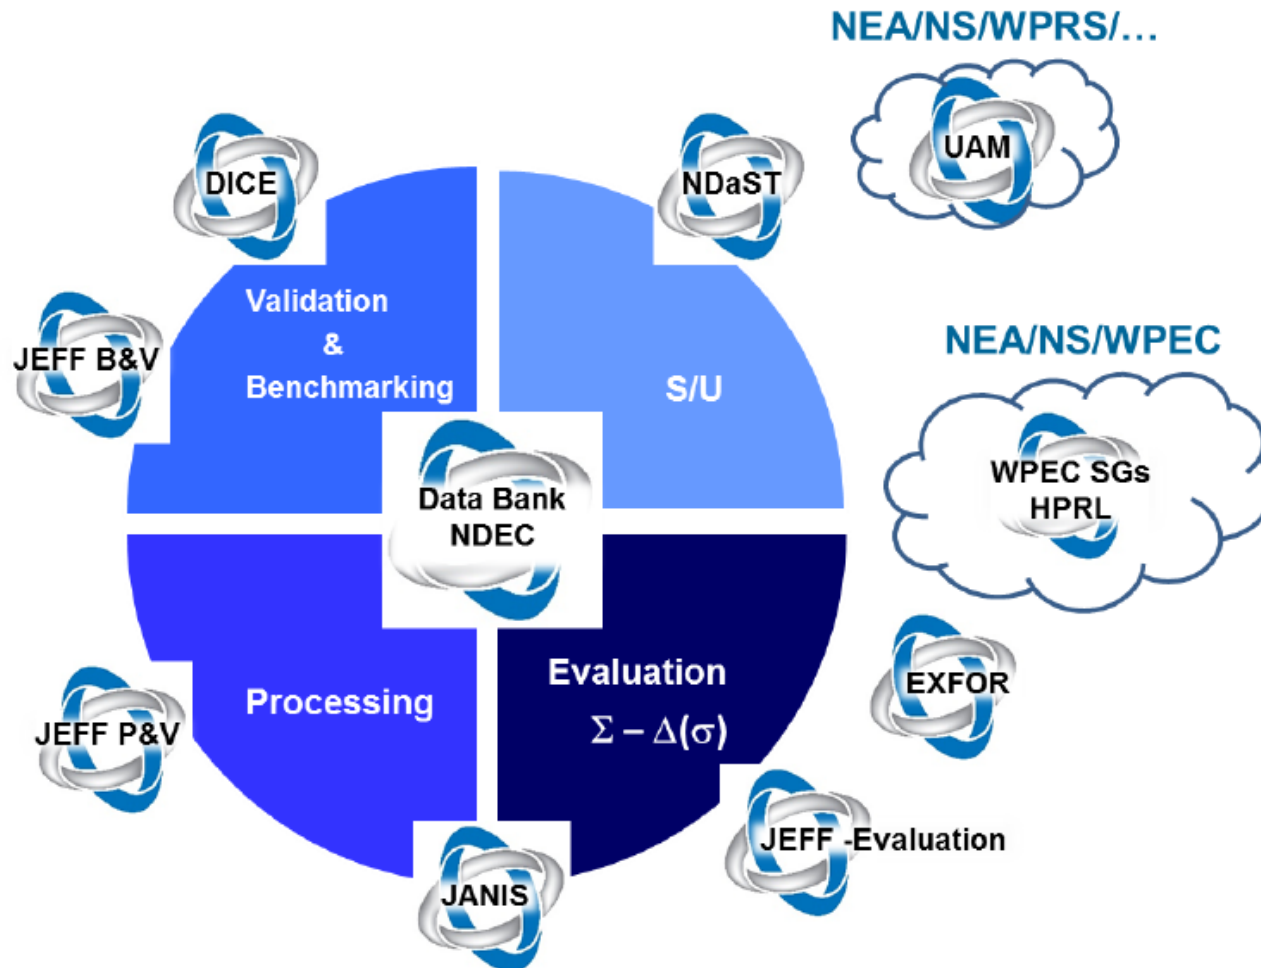 NEA/NS/WPRS/…
UAM
DICE
NDaST
Validation
&
Benchmarking
JEFF B&V
S/U
NEA/NS/WPEC
WPEC SGs
HPRL
Data Bank
NDEC
Processing
Evaluation
Σ – Δ(σ)
EXFOR
JEFF P&V
JEFF -Evaluation
JANIS